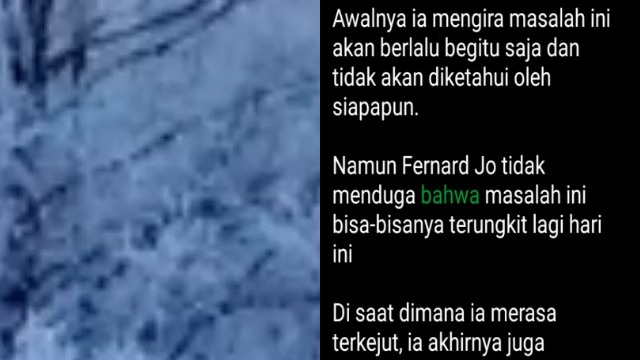 Awalnya ia mengira masalah ini
akan berlalu begitu saja dan
tidak akan diketahui oleh
siapapun.
Namun Fernard Jo tidak
menduga bahwa masalah ini
bisa-bisanya terungkit lagi hari
ini
Di saat dimana ia merasa
terkejut, ia akhirnya juga